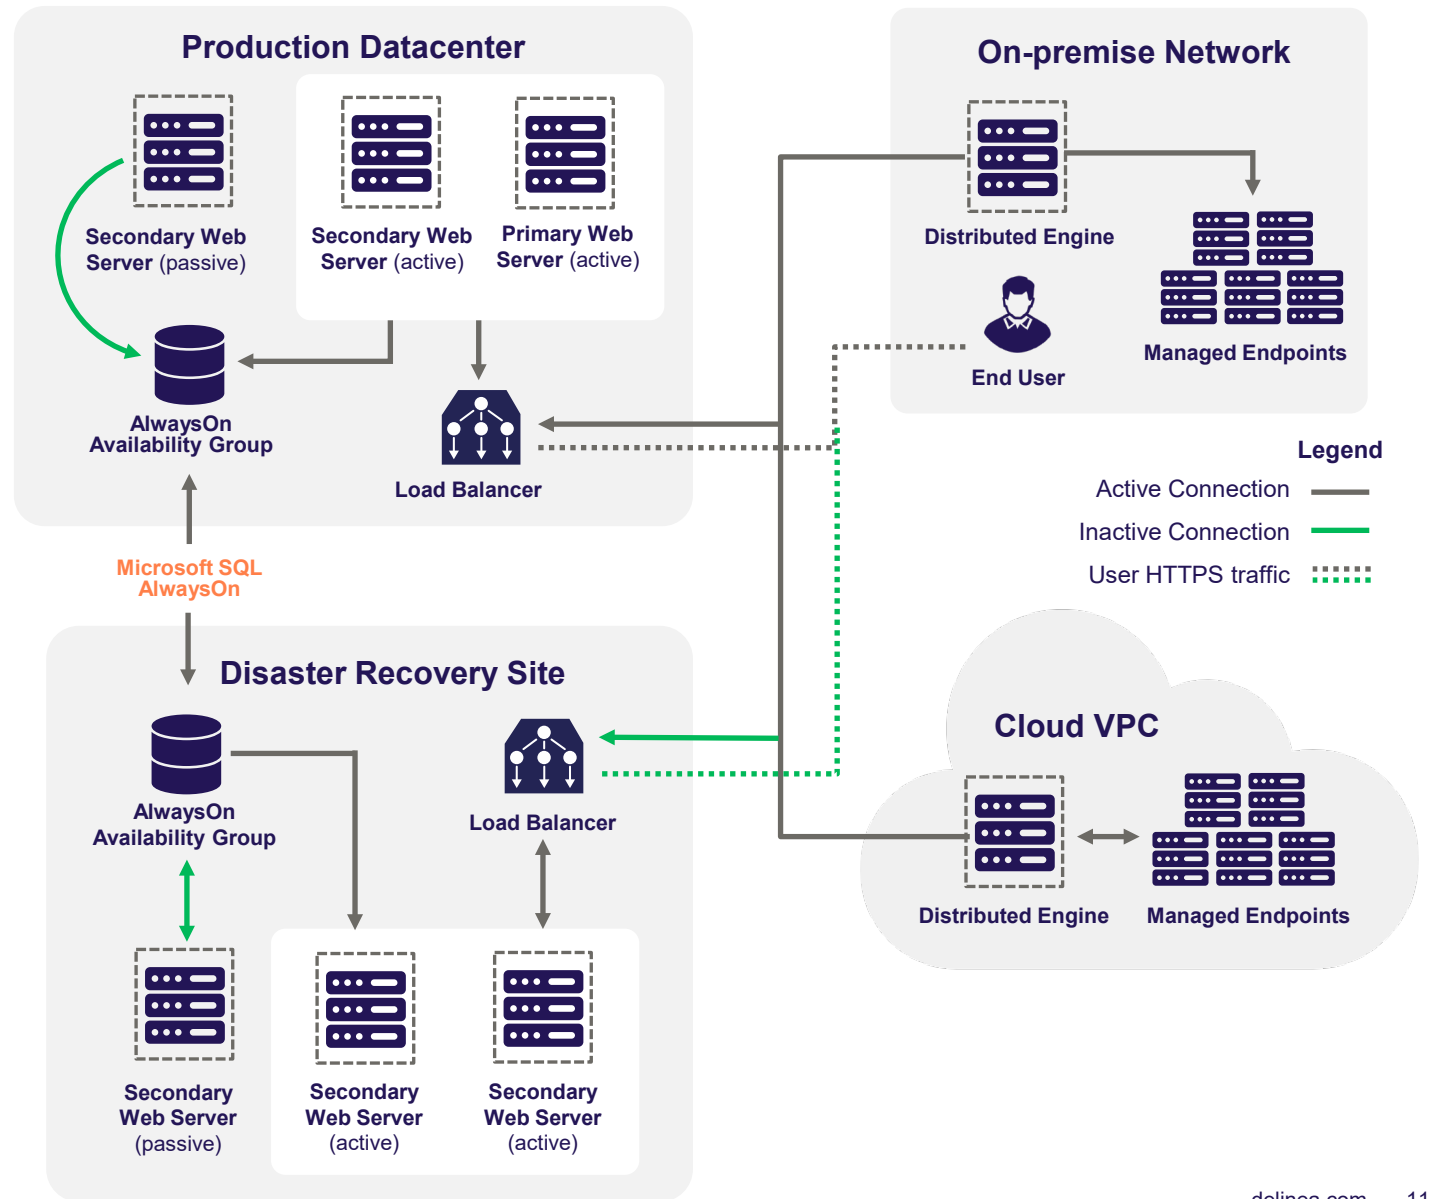 Production Datacenter
Secondary Web
Server (passive)
Secondary Web
Server (active)
Primary Web
Server (active)
AlwaysOn
Availability Group
Load Balancer
Microsoft SQL
AlwaysOn
Disaster Recovery Site
AlwaysOn
Availability Group
Load Balancer
Secondary
Web Server
(passive)
Secondary
Web Server
(active)
Secondary
Web Server
(active)
On-premise Network
Distributed Engine
End User
Managed Endpoints
Legend
Active Connection
Inactive Connection
User HTTPS traffic
Cloud VPC
Distributed Engine
Managed Endpoints
delinea.com 11